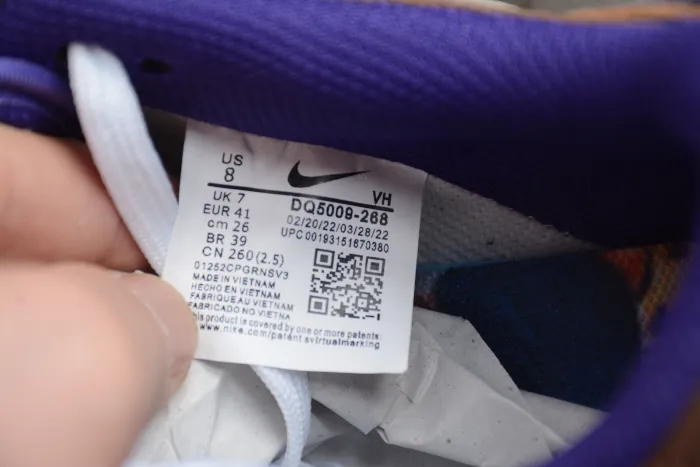 US
8
VH
UK 7
EUR 41
cm 26
BR 39
CN 260(2.5)
DQ5009-268
02/20/22/03/28/22
UPC 00193151670380
01252CPGRNSV3
MADE IN VIETNAM
HECHO EN VIETNAM
FABRIQUE AU VIETNAM
FABRICADO NO VIETNA
his product is covered by one or more patents:
www.nike.com/patent svirtualmarking